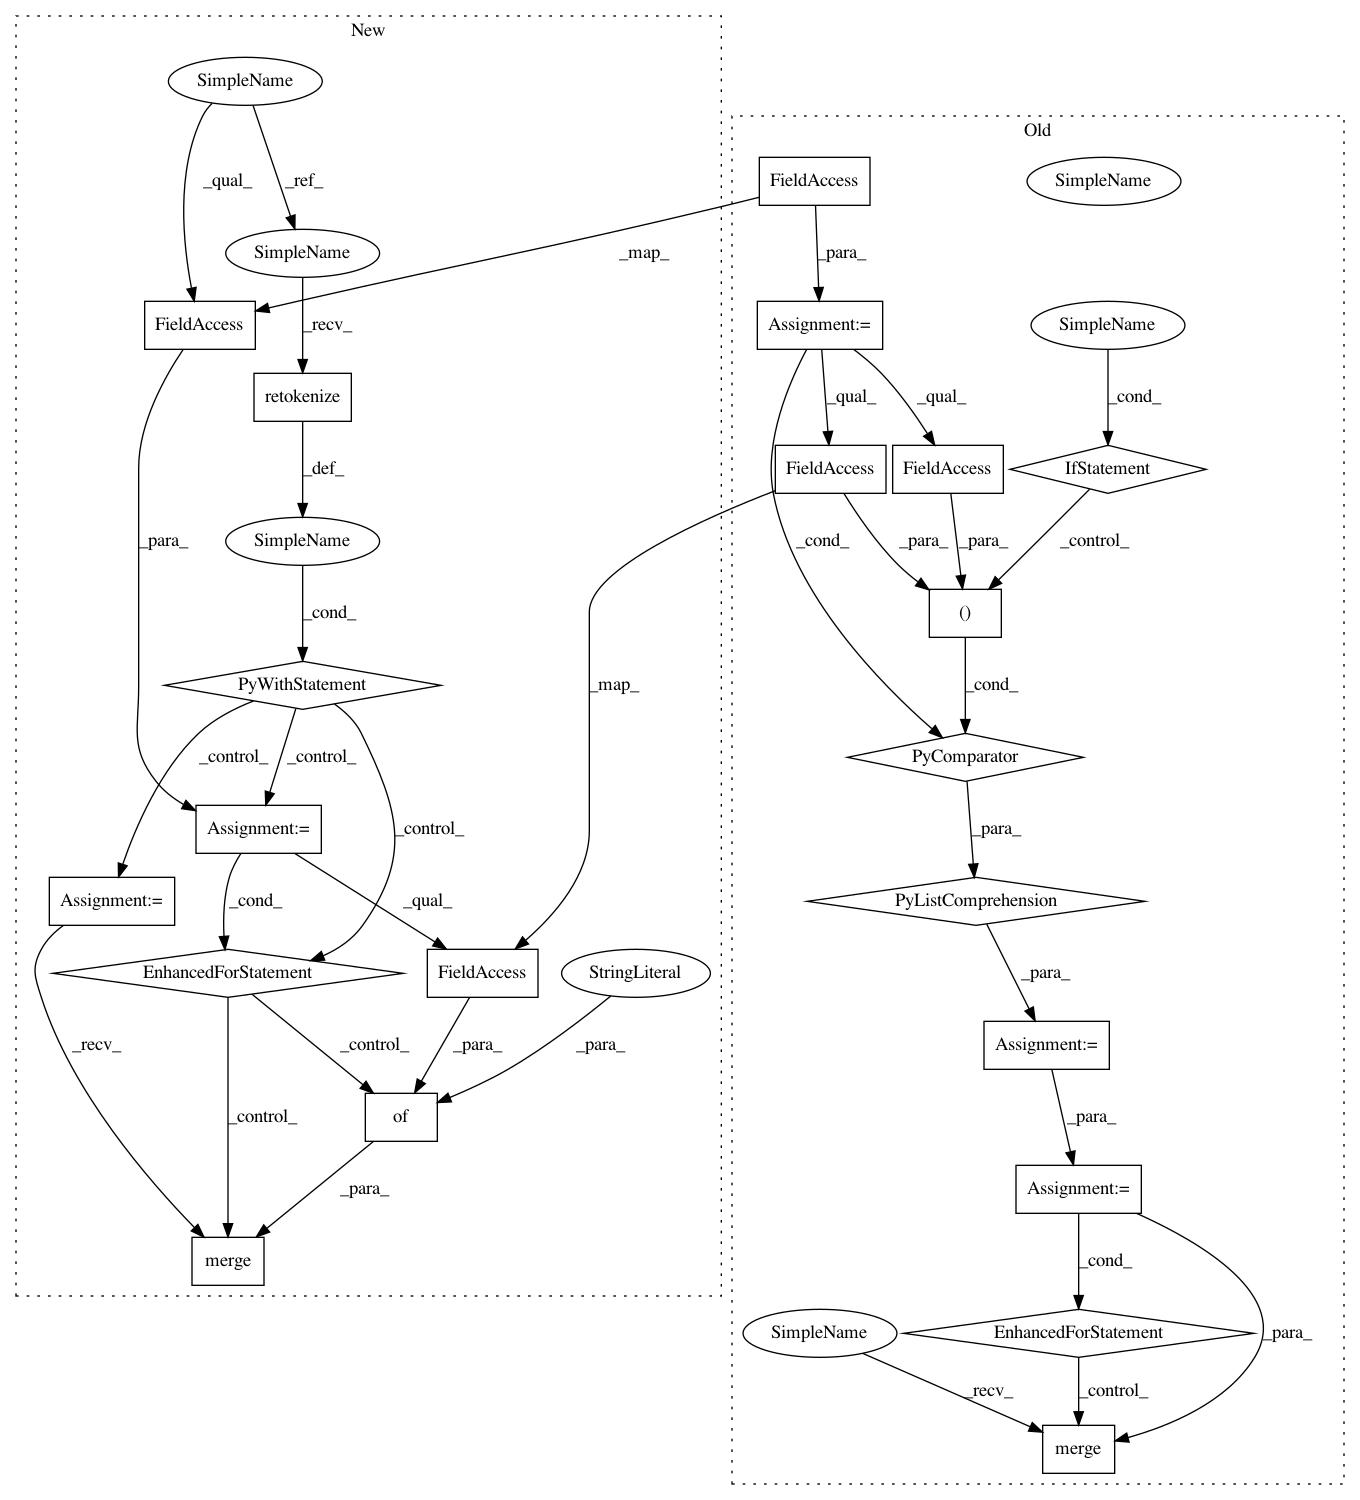 New
SimpleName
Old
FieldAccess
SimpleName
_qual_
_ref_
SimpleName
_map_
_para_
FieldAccess
_recv_
Assignment:=
SimpleName
retokenize
_qual_
_qual_
_cond_
_def_
FieldAccess
FieldAccess
IfStatement
_para_
SimpleName
_cond_
_para_
_para_
_control_
_cond_
()
PyWithStatement
_map_
_cond_
_control_
_control_
PyComparator
Assignment:=
_control_
_para_
Assignment:=
_cond_
_qual_
PyListComprehension
EnhancedForStatement
FieldAccess
StringLiteral
_para_
_recv_
_control_
_para_
_para_
Assignment:=
_control_
of
_para_
_para_
Assignment:=
merge
_cond_
_para_
SimpleName
EnhancedForStatement
_recv_
_control_
merge